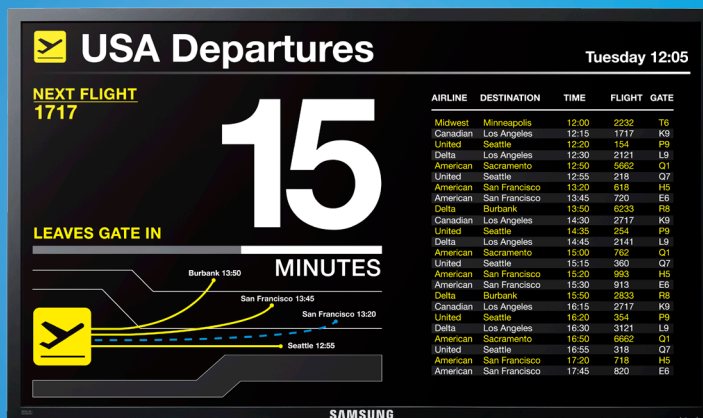 USA Departures
Tuesday 12:05
NEXT FLIGHT
1717
15
LEAVES GATE IN
MINUTES
Burbank 13:50
San Francisco 13:45
San Francisco 13:20
Seattle 12:55
AIRLINE DESTINATION TIME FLIGHT GATE
Midwest Minneapolis 12:00 2232 T6
Canadian Los Angeles 12:15 1717 K9
United Seattle 12:20 154 P9
Delta Los Angeles 12:30 2121 L9
American Sacramento 12:50 5662 Q1
United Seattle 12:55 218 Q7
American San Francisco 13:20 618 H5
American San Francisco 13:45 720 E6
Delta Burbank 13:50 6233 R8
Canadian Los Angeles 14:30 2717 K9
United Seattle 14:35 254 P9
Delta Los Angeles 14:45 2141 L9
American Sacramento 15:00 762 Q1
United Seattle 15:15 360 Q7
American San Francisco 15:20 993 H5
American San Francisco 15:30 913 E6
Delta Burbank 15:50 2833 R8
Canadian Los Angeles 16:15 2717 K9
United Seattle 16:20 354 P9
Delta Los Angeles 16:30 3121 L9
American Sacramento 16:50 6662 Q1
United Seattle 16:55 318 Q7
American San Francisco 17:20 718 H5
American San Francisco 17:45 820 E6
SAMSUNG